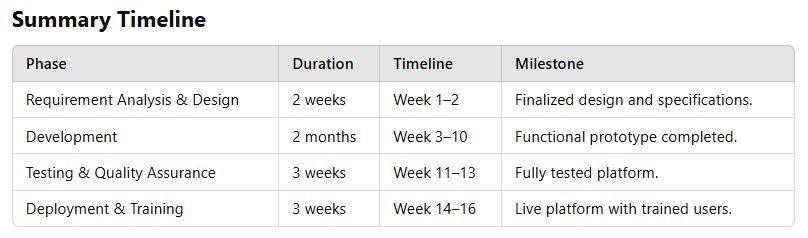 Summary Timeline
Phase Duration Timeline Milestone
Requirement Analysis & Design 2 weeks Week 1–2 Finalized design and specifications.
Development 2 months Week 3–10 Functional prototype completed.
Testing & Quality Assurance 3 weeks Week 11–13 Fully tested platform.
Deployment & Training 3 weeks Week 14–16 Live platform with trained users.